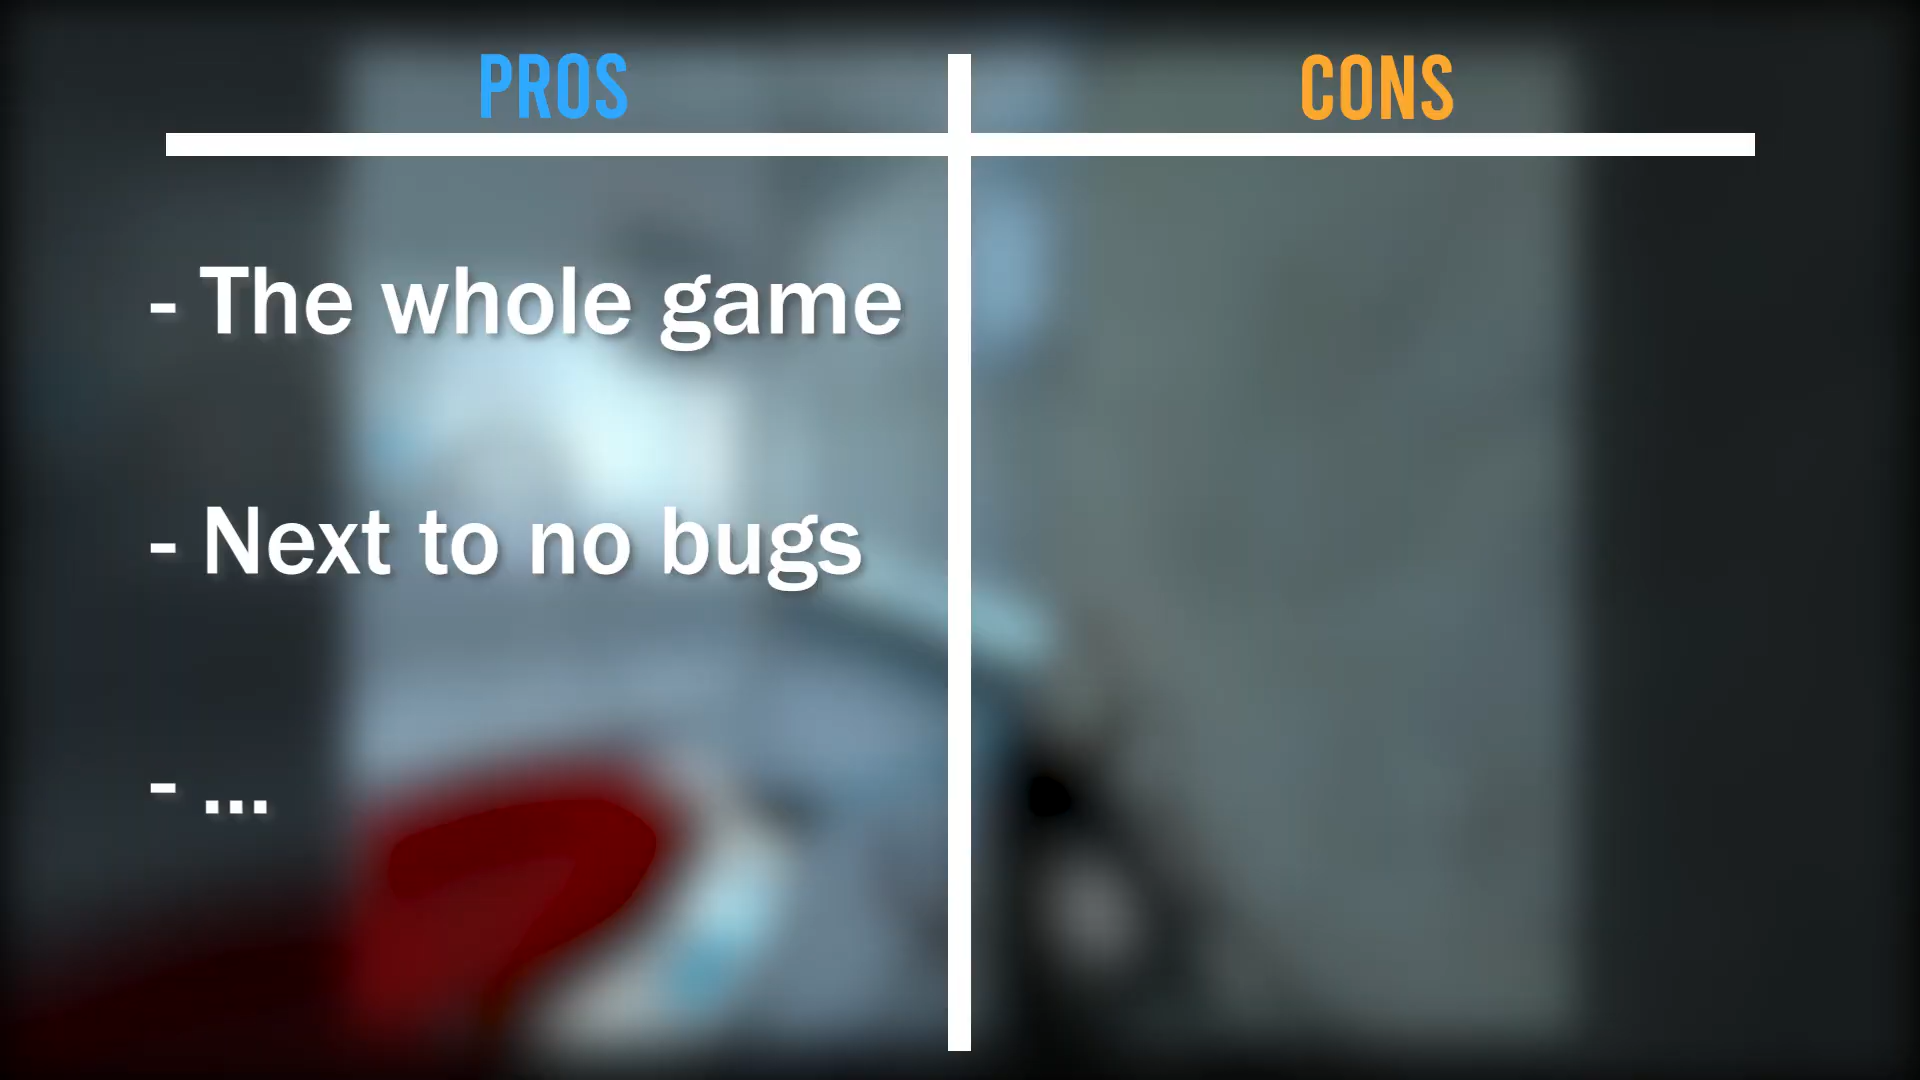 PROS
CONS
- The whole game
- Next to no bugs
- ...